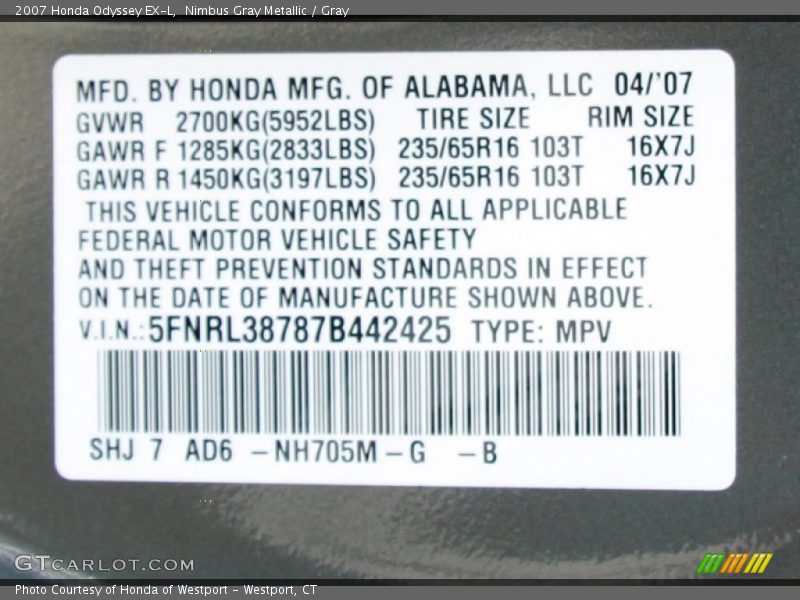 2007 Honda Odyssey EX-L, Nimbus Gray Metallic / Gray
MFD. BY HONDA MFG. OF ALABAMA, LLC 04/'07
GVWR 2700KG(5952LBS) TIRE SIZE RIM SIZE
GAWR F 1285KG(2833LBS) 235/65R16 103T 16X7J
GAWR R 1450KG(3197LBS) 235/65R16 103T 16X7J
THIS VEHICLE CONFORMS TO ALL APPLICABLE
FEDERAL MOTOR VEHICLE SAFETY
AND THEFT PREVENTION STANDARDS IN EFFECT
ON THE DATE OF MANUFACTURE SHOWN ABOVE.
V.I.N.:5FNRL38787B442425 TYPE: MPV
SHJ 7 AD6 -NH705M-G -B
GTCARLOT.COM
Photo Courtesy of Honda of Westport - Westport, CT